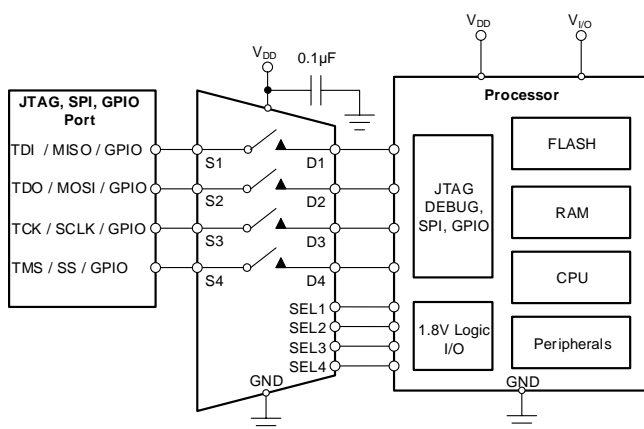 VDD
VI/O
VDD
0.1µF
JTAG, SPI, GPIO
Port
Processor
TDI / MISO / GPIO
S1
D1
TDO / MOSI / GPIO
S2
D2
TCK / SCLK / GPIO
S3
D3
TMS / SS / GPIO
S4
D4
JTAG
DEBUG,
SPI, GPIO
FLASH
RAM
CPU
SEL1
SEL2
SEL3
SEL4
1.8V Logic
I/O
Peripherals
GND
GND